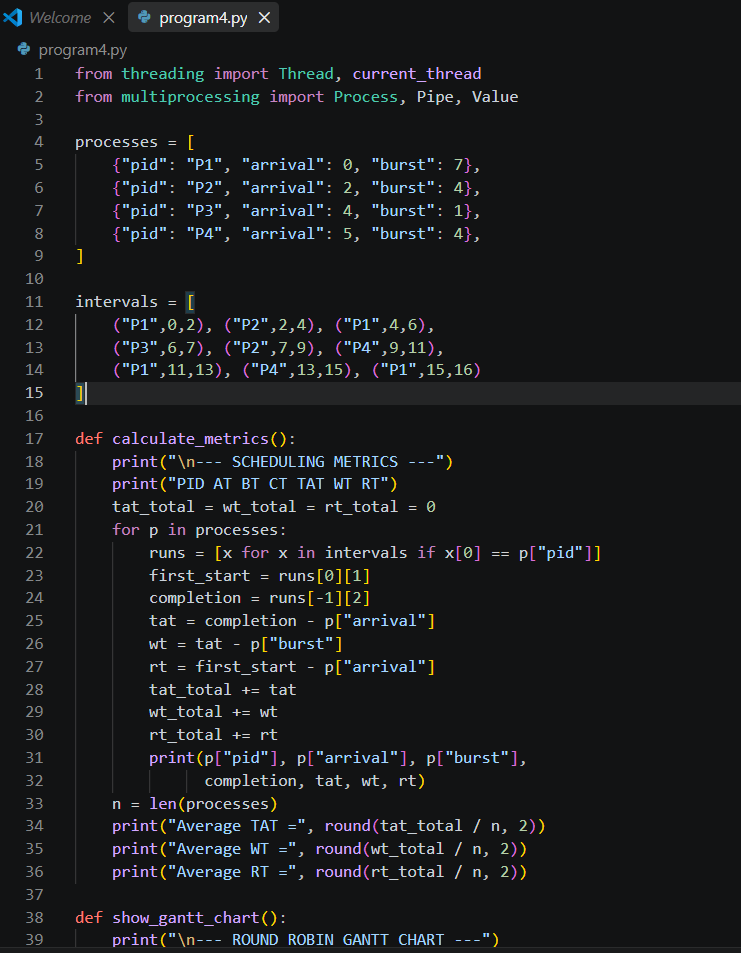 Welcome program4.py
program4.py
1 from threading import Thread, current_thread
2 from multiprocessing import Process, Pipe, Value
3
4 processes = [
5     {"pid": "P1", "arrival": 0, "burst": 7},
6     {"pid": "P2", "arrival": 2, "burst": 4},
7     {"pid": "P3", "arrival": 4, "burst": 1},
8     {"pid": "P4", "arrival": 5, "burst": 4},
9 ]
10
11 intervals = [
12     ("P1",0,2), ("P2",2,4), ("P1",4,6),
13     ("P3",6,7), ("P2",7,9), ("P4",9,11),
14     ("P1",11,13), ("P4",13,15), ("P1",15,16)
15 ]
16
17 def calculate_metrics():
18     print("\n--- SCHEDULING METRICS ---")
19     print("PID AT BT CT TAT WT RT")
20     tat_total = wt_total = rt_total = 0
21     for p in processes:
22         runs = [x for x in intervals if x[0] == p["pid"]]
23         first_start = runs[0][1]
24         completion = runs[-1][2]
25         tat = completion - p["arrival"]
26         wt = tat - p["burst"]
27         rt = first_start - p["arrival"]
28         tat_total += tat
29         wt_total += wt
30         rt_total += rt
31         print(p["pid"], p["arrival"], p["burst"],
32               completion, tat, wt, rt)
33     n = len(processes)
34     print("Average TAT =", round(tat_total / n, 2))
35     print("Average WT =", round(wt_total / n, 2))
36     print("Average RT =", round(rt_total / n, 2))
37
38 def show_gantt_chart():
39     print("\n--- ROUND ROBIN GANTT CHART ---")